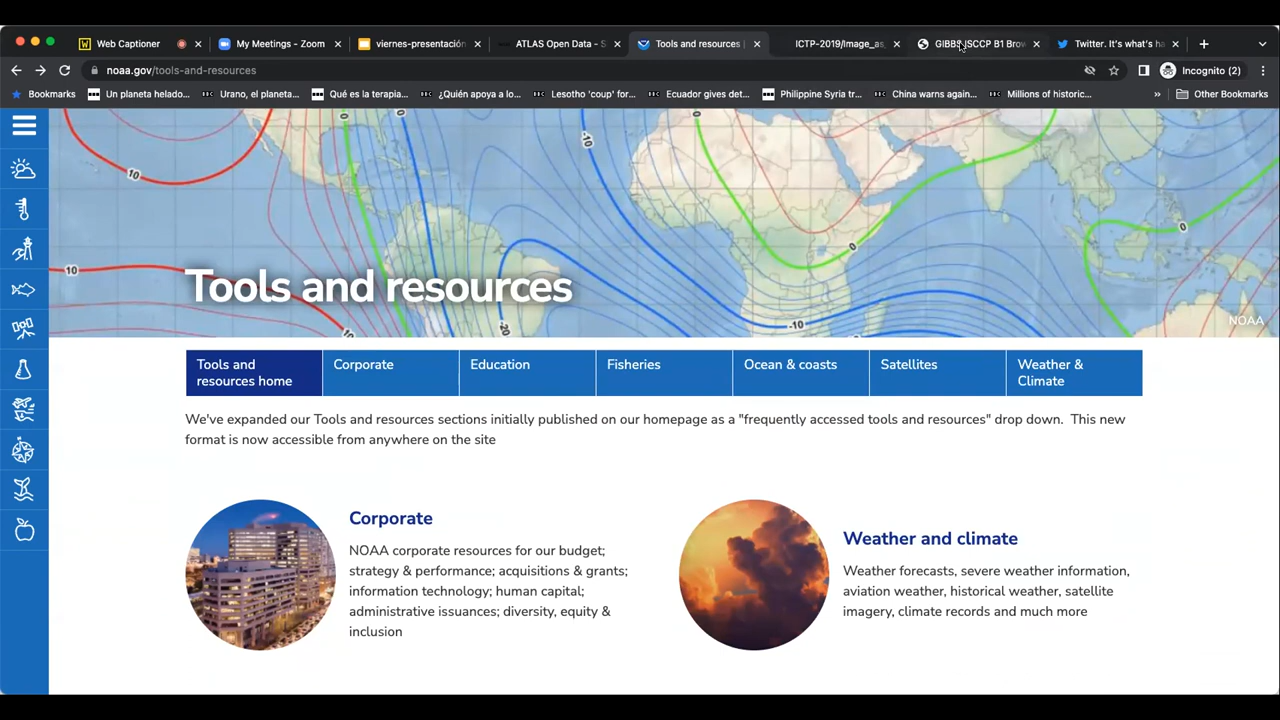 Web Captioner
My Meetings - Zoom
viernes-presentación
ATLAS Open Data - S
Tools and resources |
ICTP-2019/Image_as
GIBBS ISCCP B1 Brow
Twitter. It's what's ha
noaa.gov/tools-and-resources
Incognito (2)
Bookmarks
Un planeta helado...
Urano, el planeta...
Qué es la terapia...
¿Quién apoya a lo...
Lesotho 'coup' for...
Ecuador gives det...
Philippine Syria tr...
China warns again...
Millions of historic...
»
Other Bookmarks
10
0
0
-10
0
0
0
10
10
-20
-10
Tools and resources
NOAA
Tools and
resources home
Corporate
Education
Fisheries
Ocean & coasts
Satellites
Weather &
Climate
We've expanded our Tools and resources sections initially published on our homepage as a "frequently accessed tools and resources" drop down. This new
format is now accessible from anywhere on the site
Corporate
NOAA corporate resources for our budget;
strategy & performance; acquisitions & grants;
information technology; human capital;
administrative issuances; diversity, equity &
inclusion
Weather and climate
Weather forecasts, severe weather information,
aviation weather, historical weather, satellite
imagery, climate records and much more